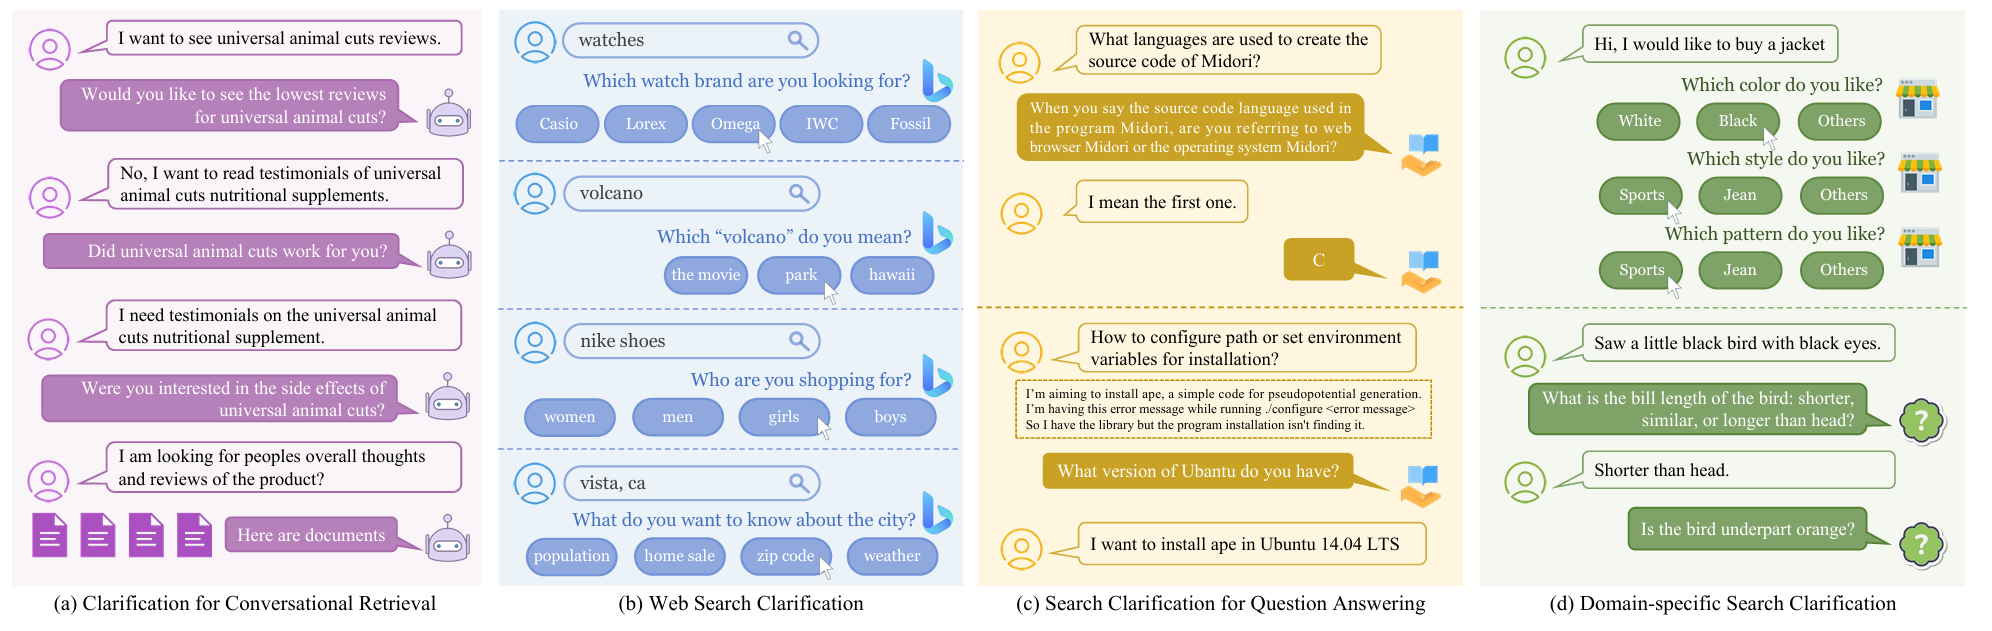 I want to see universal animal cuts reviews.
Would you like to see the lowest reviews
for universal animal cuts?
No, I want to read testimonials of universal
animal cuts nutritional supplements.
Did universal animal cuts work for you?
I need testimonials on the universal animal
cuts nutritional supplement.
Were you interested in the side effects of
universal animal cuts?
I am looking for peoples overall thoughts
and reviews of the product?
Here are documents
(a) Clarification for Conversational Retrieval
watches
Which watch brand are you looking for?
Casio Lorex Omega IWC Fossil
volcano
Which “volcano” do you mean?
the movie park hawaii
nike shoes
Who are you shopping for?
women men girls boys
vista, ca
What do you want to know about the city?
population home sale zip code weather
(b) Web Search Clarification
What languages are used to create the
source code of Midori?
When you say the source code language used in
the program Midori, are you referring to web
browser Midori or the operating system Midori?
I mean the first one.
C
How to configure path or set environment
variables for installation?
I'm aiming to install ape, a simple code for pseudopotential generation.
I'm having this error message while running ./configure <error message>
So I have the library but the program installation isn't finding it.
What version of Ubuntu do you have?
I want to install ape in Ubuntu 14.04 LTS
(c) Search Clarification for Question Answering
Hi, I would like to buy a jacket
Which color do you like?
White Black Others
Which style do you like?
Sports Jean Others
Which pattern do you like?
Sports Jean Others
Saw a little black bird with black eyes.
What is the bill length of the bird: shorter,
similar, or longer than head?
Shorter than head.
Is the bird underpart orange?
(d) Domain-specific Search Clarification